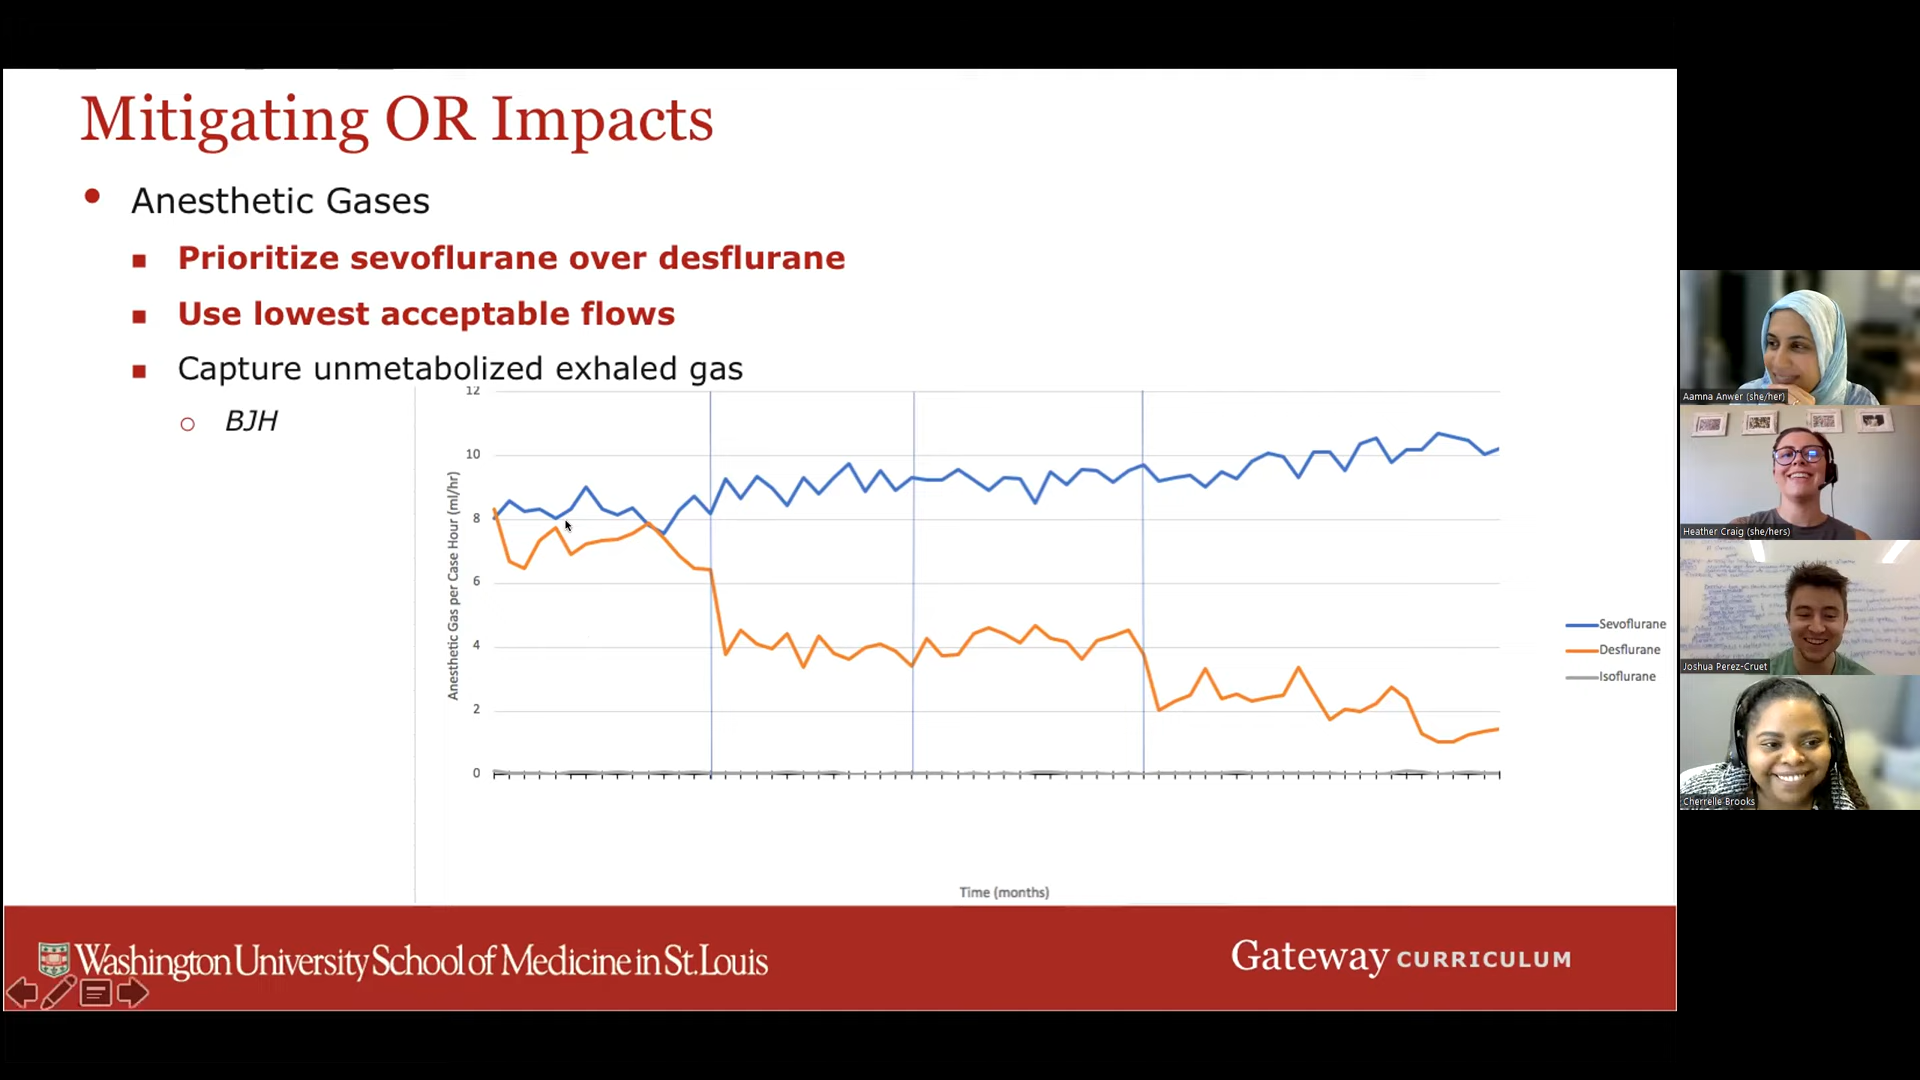 Mitigating OR Impacts
Anesthetic Gases
Prioritize sevoflurane over desflurane
Use lowest acceptable flows
Capture unmetabolized exhaled gas
BJH
12
10
8
6
4
2
0
Anesthetic Gas per Case Hour (ml/hr)
Time (months)
Sevoflurane
Desflurane
Isoflurane
Washington University School of Medicine in St. Louis
Gateway CURRICULUM
Aamna Anwer (she/her)
Heather Craig (she/hers)
Joshua Perez-Cruet
Cherrelle Brooks